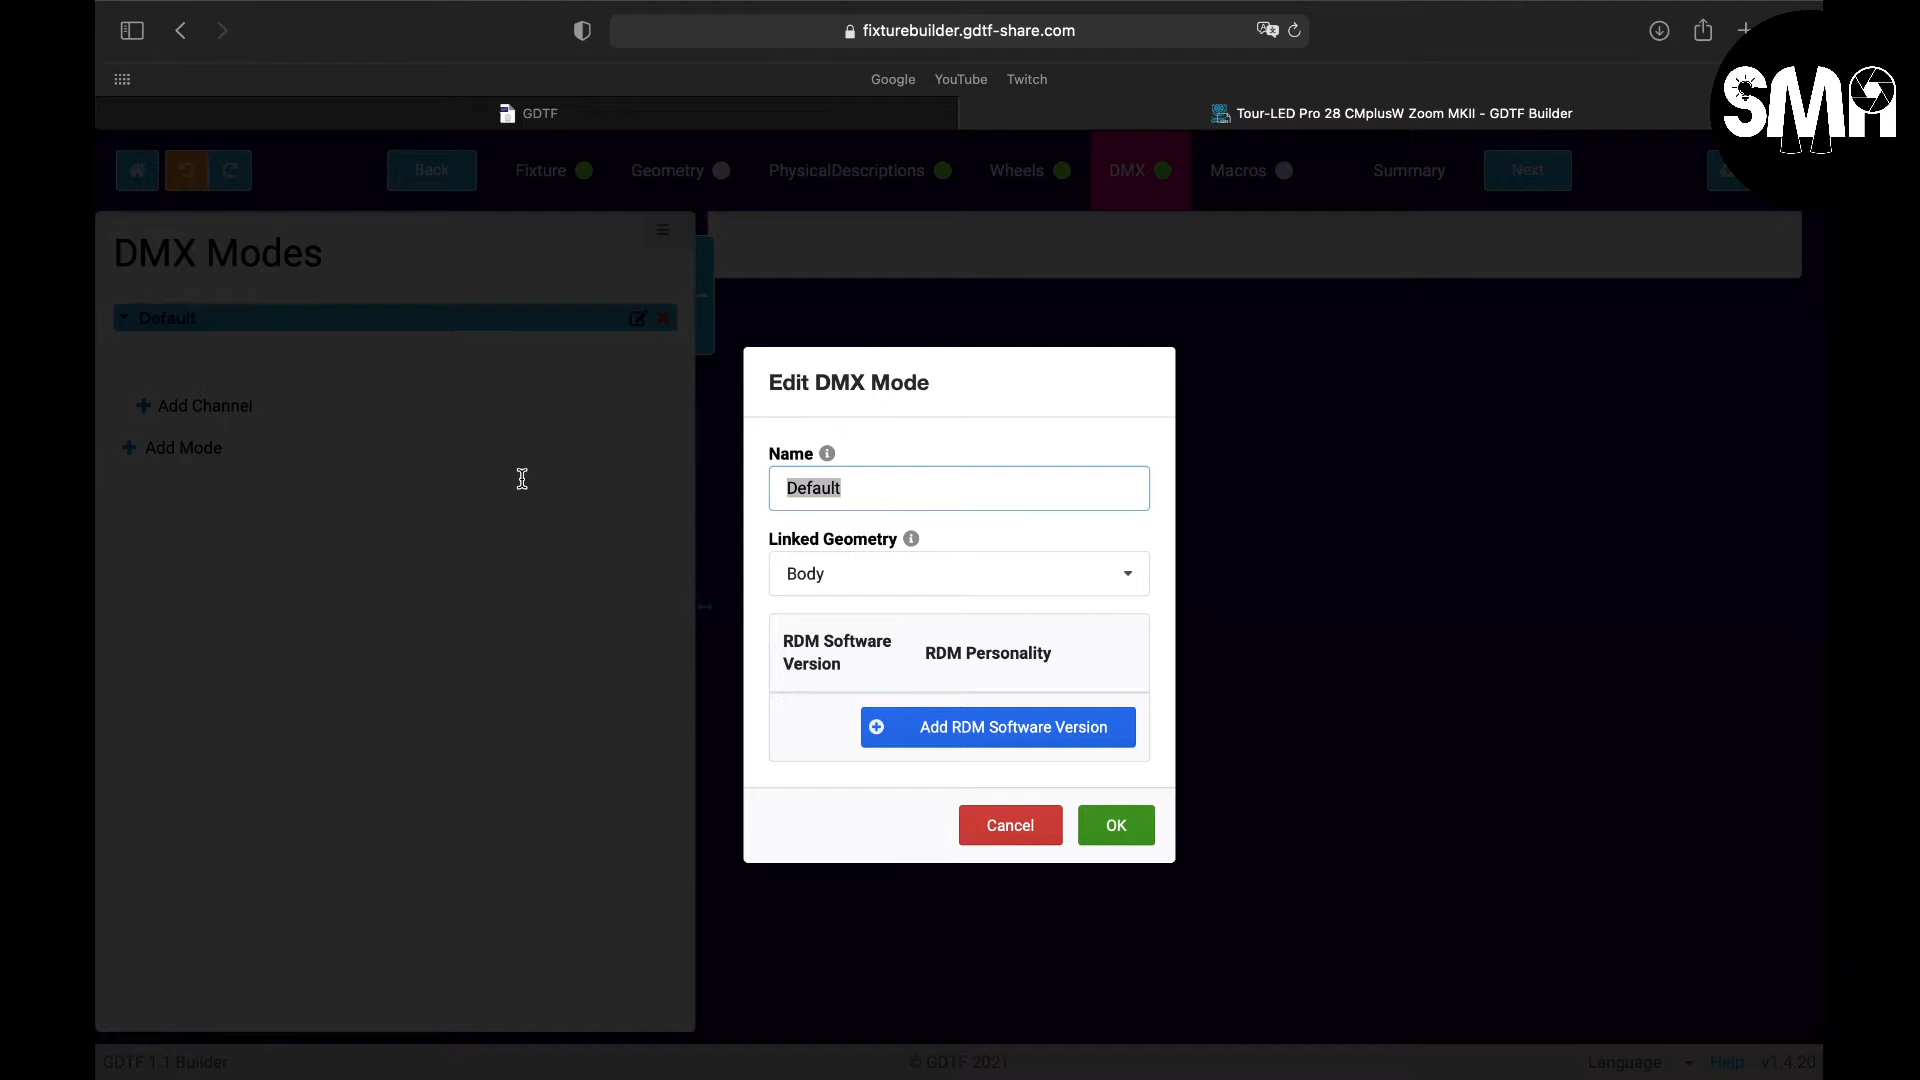 fixturebuilder.gdtf-share.com
Google YouTube Twitch
GDTF
Tour-LED Pro 28 CMplusW Zoom MKII - GDTF Builder
SMH
Back Fixture Geometry PhysicalDescriptions Wheels DMX Macros Summary Next
DMX Modes
Default
Add Channel
Add Mode
Edit DMX Mode
Name
Default
Linked Geometry
Body
RDM Software
Version
RDM Personality
Add RDM Software Version
Cancel OK
GDTF 1.1 Builder © GDTF 2021 Language Help v1.4.20